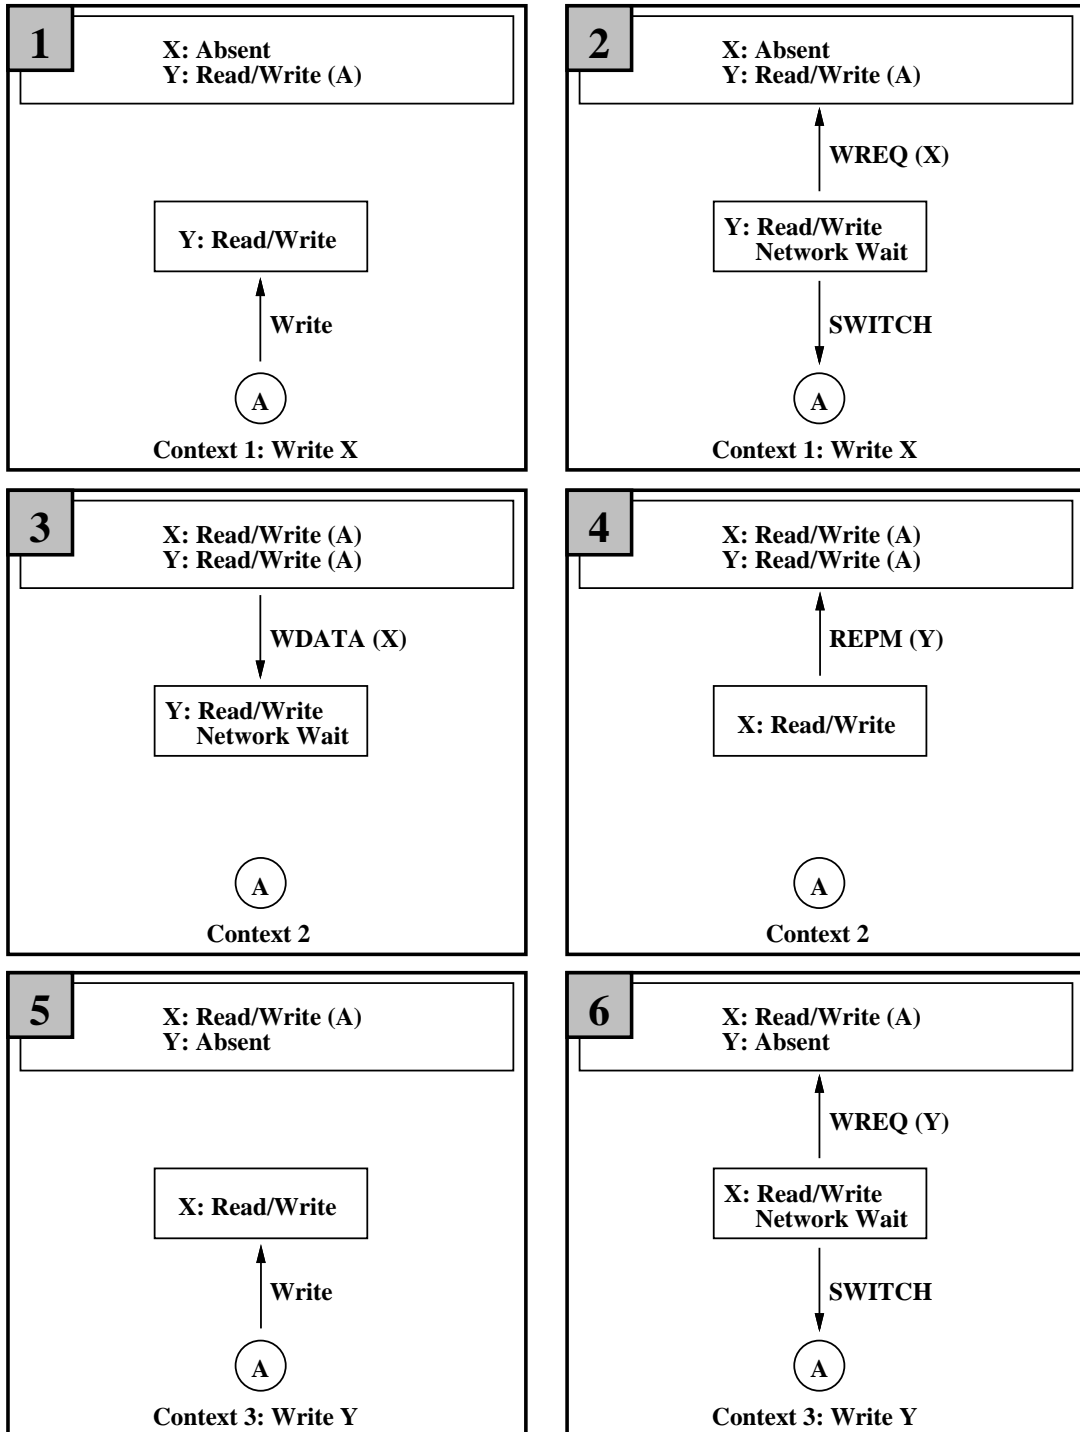 1
X: Absent
Y: Read/Write (A)
Y: Read/Write
Write
A
Context 1: Write X
2
X: Absent
Y: Read/Write (A)
WREQ (X)
Y: Read/Write
Network Wait
SWITCH
A
Context 1: Write X
3
X: Read/Write (A)
Y: Read/Write (A)
WDATA (X)
Y: Read/Write
Network Wait
A
Context 2
4
X: Read/Write (A)
Y: Read/Write (A)
REPM (Y)
X: Read/Write
A
Context 2
5
X: Read/Write (A)
Y: Absent
X: Read/Write
Write
A
Context 3: Write Y
6
X: Read/Write (A)
Y: Absent
WREQ (Y)
X: Read/Write
Network Wait
SWITCH
A
Context 3: Write Y